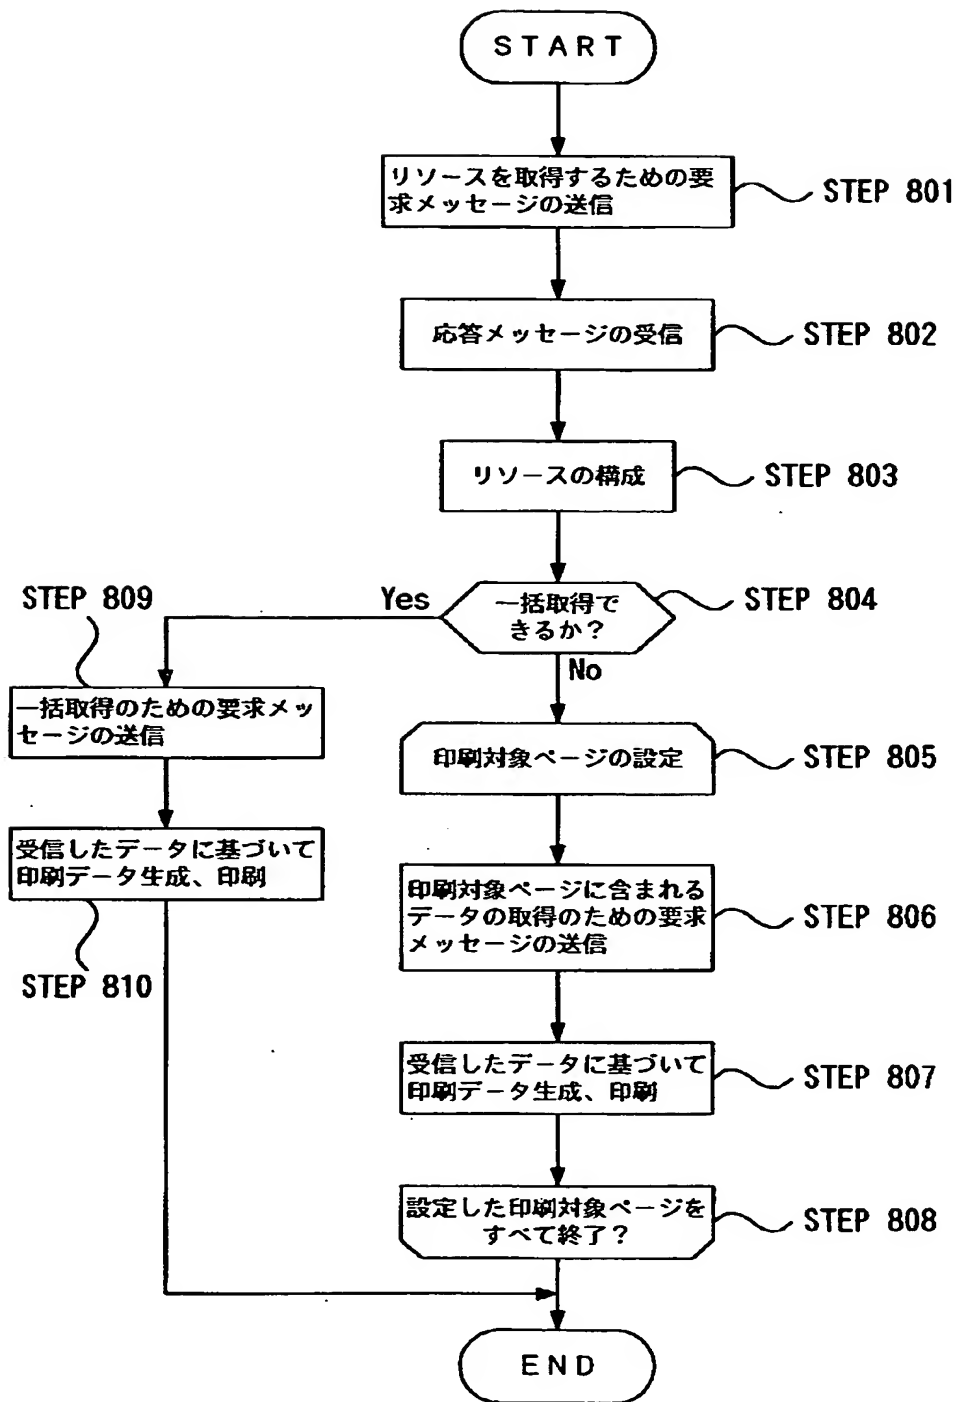 START
リソースを取得するための要
求メッセージの送信
STEP 801
応答メッセージの受信
STEP 802
リソースの構成
STEP 803
一括取得で
きるか？
STEP 804
Yes
No
STEP 809
一括取得のための要求メッ
セージの送信
印刷対象ページの設定
STEP 805
受信したデータに基づいて
印刷データ生成、印刷
STEP 810
印刷対象ページに含まれる
データの取得のための要求
メッセージの送信
STEP 806
受信したデータに基づいて
印刷データ生成、印刷
STEP 807
設定した印刷対象ページを
すべて終了？
STEP 808
END